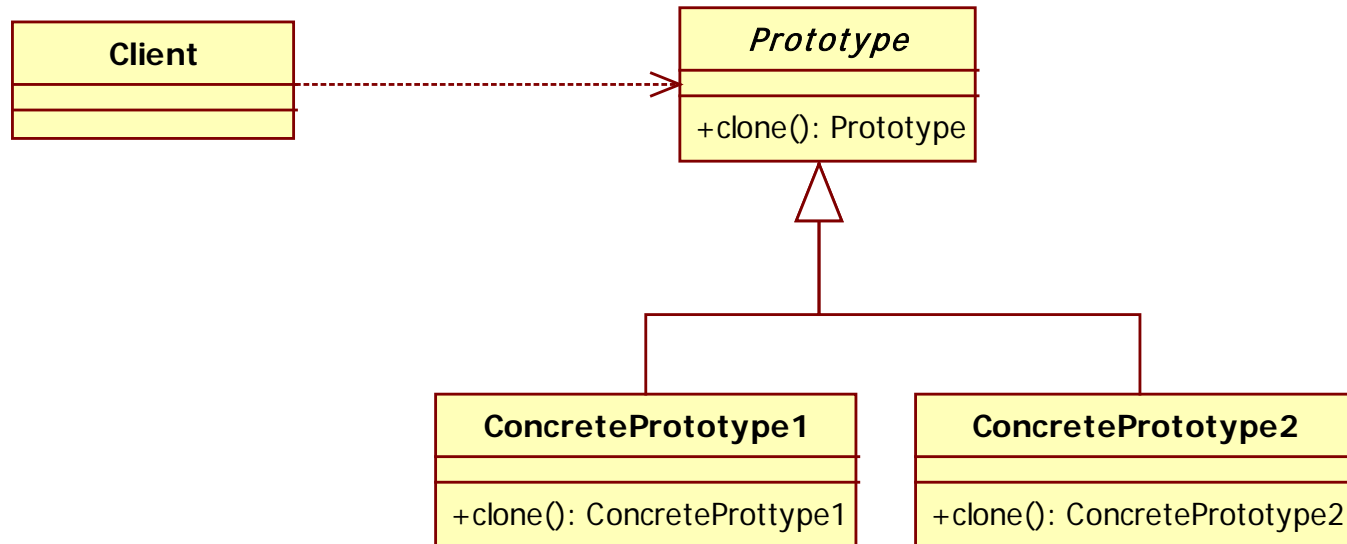 Client
Prototype
+clone(): Prototype
ConcretePrototype1
+clone(): ConcreteProttype1
ConcretePrototype2
+clone(): ConcretePrototype2